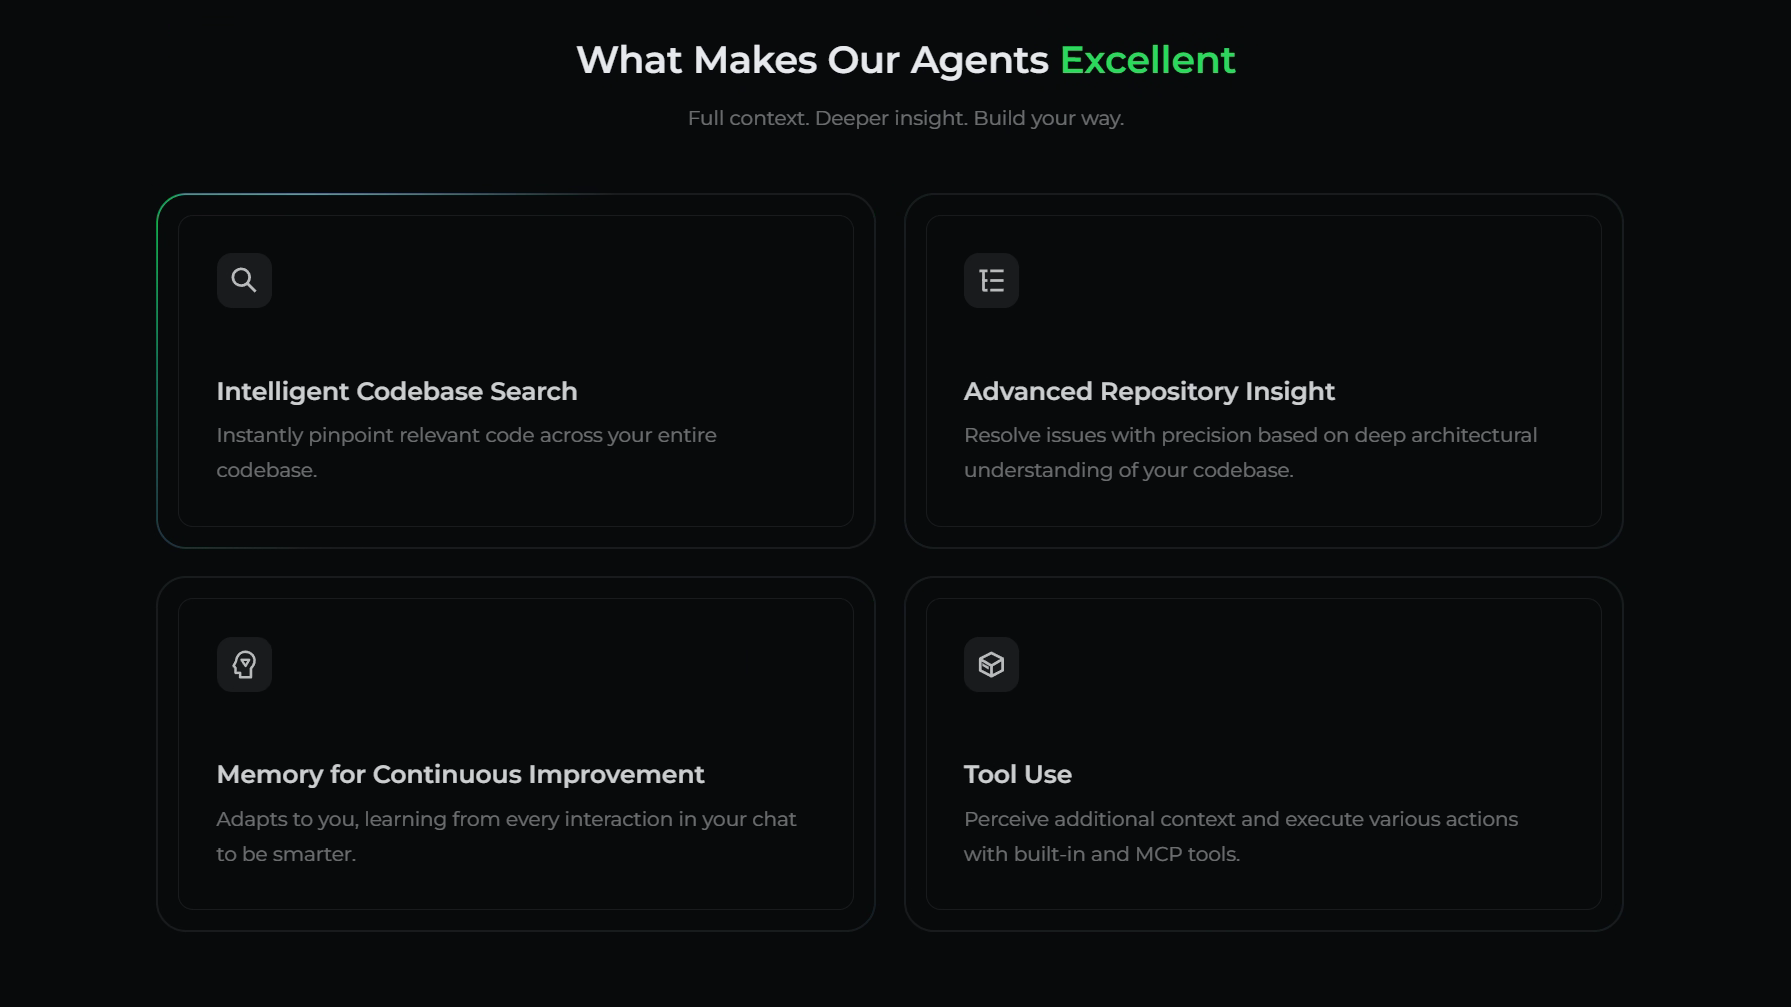 What Makes Our Agents Excellent
Full context. Deeper insight. Build your way.
Intelligent Codebase Search
Instantly pinpoint relevant code across your entire
codebase.
Advanced Repository Insight
Resolve issues with precision based on deep architectural
understanding of your codebase.
Memory for Continuous Improvement
Adapts to you, learning from every interaction in your chat
to be smarter.
Tool Use
Perceive additional context and execute various actions
with built-in and MCP tools.